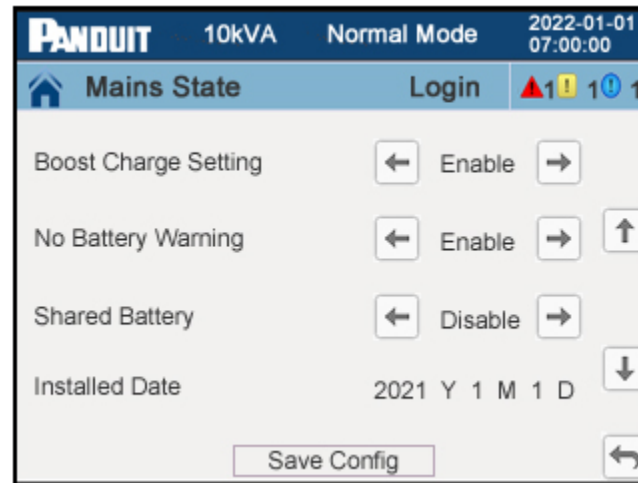 PANDUIT 10kVA Normal Mode 2022-01-01
07:00:00
Mains State Login 1 1 1
Boost Charge Setting Enable
No Battery Warning Enable
Shared Battery Disable
Installed Date 2021 Y 1 M 1 D
Save Config